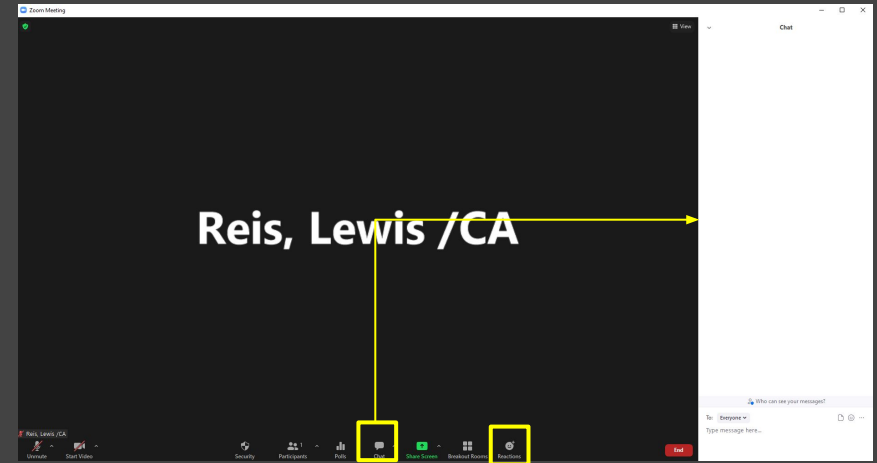 Zoom Meeting
View
Chat
Reis, Lewis /CA
Who can see your messages?
To: Everyone
Type message here...
Reis, Lewis /CA
1
Unmute Start Video Security Participants Polls Chat Share Screen Breakout Rooms Reactions End